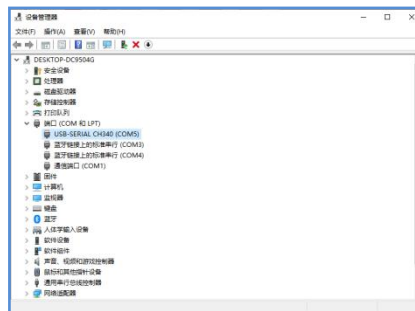 设备管理器
文件(F) 操作(A) 查看(V) 帮助(H)
DESKTOP-DC9504G
安全设备
处理器
磁盘驱动器
存储控制器
打印队列
端口 (COM 和 LPT)
USB-SERIAL CH340 (COM5)
蓝牙链接上的标准串行 (COM3)
蓝牙链接上的标准串行 (COM4)
通信端口 (COM1)
固件
计算机
监视器
键盘
蓝牙
人体学输入设备
软件设备
软件组件
声音、视频和游戏控制器
鼠标和其他指针设备
通用串行总线控制器
网络适配器